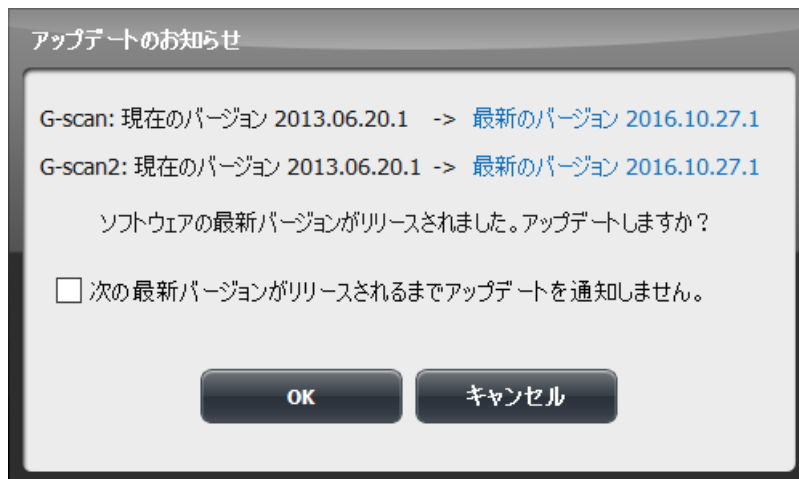 アップデートのお知らせ
G-scan: 現在のバージョン 2013.06.20.1 -> 最新のバージョン 2016.10.27.1
G-scan2: 現在のバージョン 2013.06.20.1 -> 最新のバージョン 2016.10.27.1
ソフトウェアの最新バージョンがリリースされました。アップデートしますか？
次の最新バージョンがリリースされるまでアップデートを通知しません。
OK キャンセル